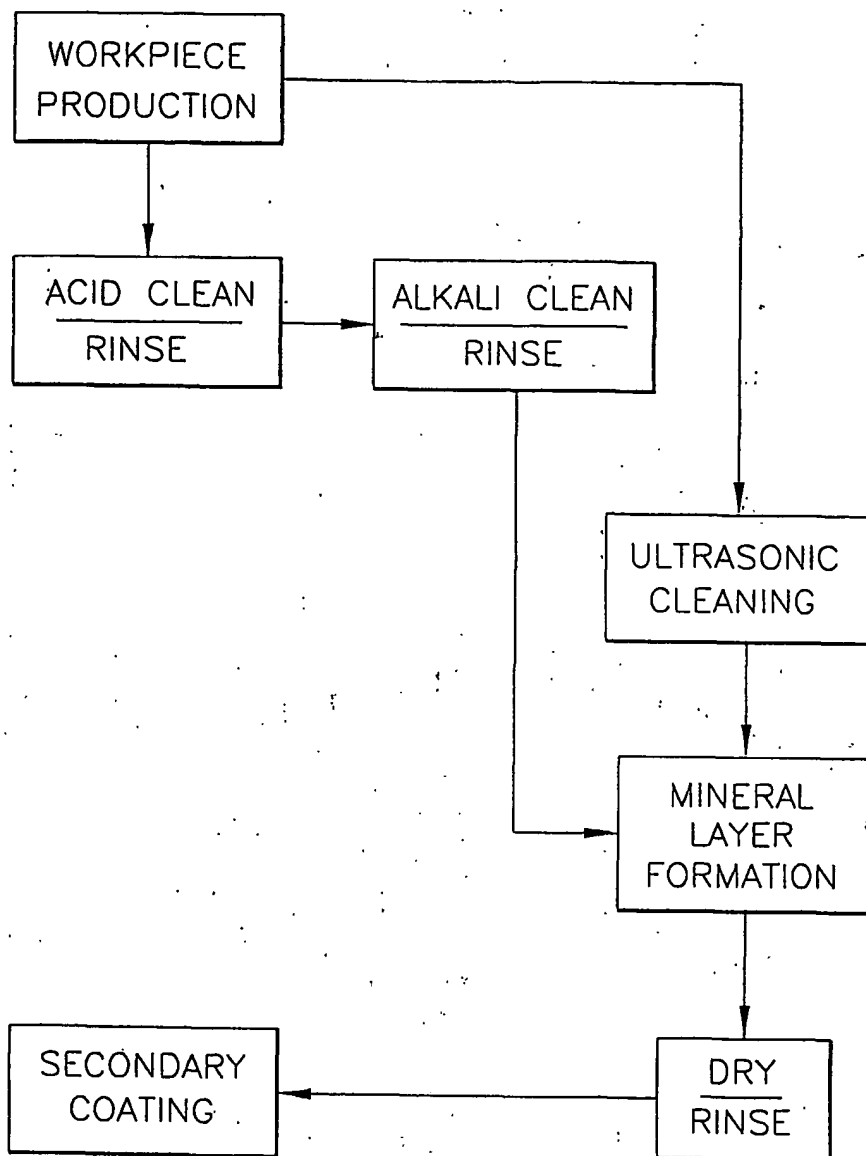 WORKPIECE
PRODUCTION
ACID CLEAN
RINSE
ALKALI CLEAN
RINSE
ULTRASONIC
CLEANING
MINERAL
LAYER
FORMATION
DRY
RINSE
SECONDARY
COATING